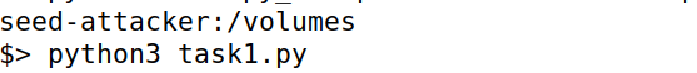 seed-attacker:/volumes
$> python3 task1.py